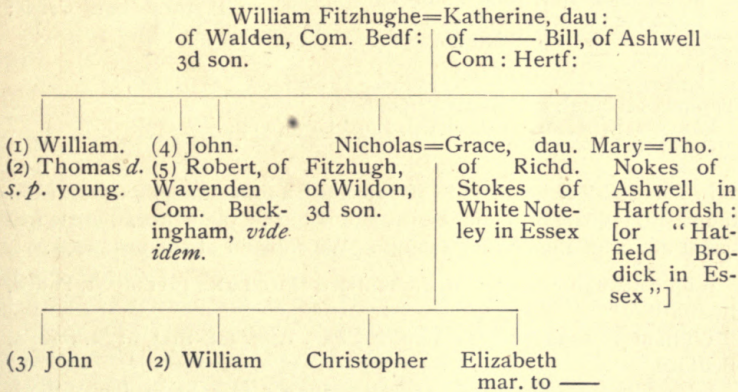 William Fitzhughe=Katherine, dau :
of Walden, Com. Bedf: of —— Bill, of Ashwell
3d son. Com : Hertf:
(1) William. (4) John. Nicholas=Grace, dau. Mary=Tho.
(2) Thomas d. (5) Robert, of Fitzhugh, of Richd. Nokes of
s. p. young. Wavenden of Wildon, Stokes of Ashwell in
Com. Buck- 3d son. White Note- Hartfordsh :
ingham, vide ley in Essex [or "Hat-
idem. field Bro-
dick in Es-
sex"]
(3) John (2) William Christopher Elizabeth
mar. to ——